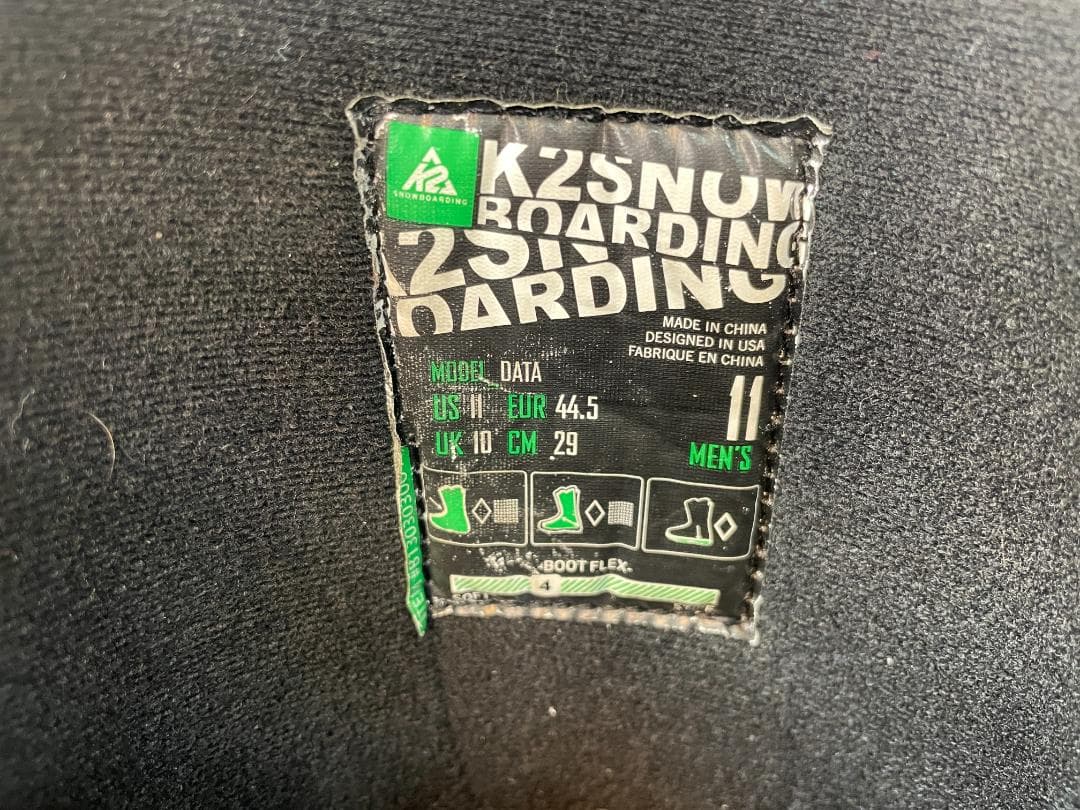 K2
SNOWBOARDING
K2SNOW
BOARDING
K2SN
OARDING
MADE IN CHINA
DESIGNED IN USA
FABRIQUE EN CHINA
MODEL DATA
US 11 EUR 44.5
UK 10 CM 29
11
MEN'S
BOOT FLEX
4